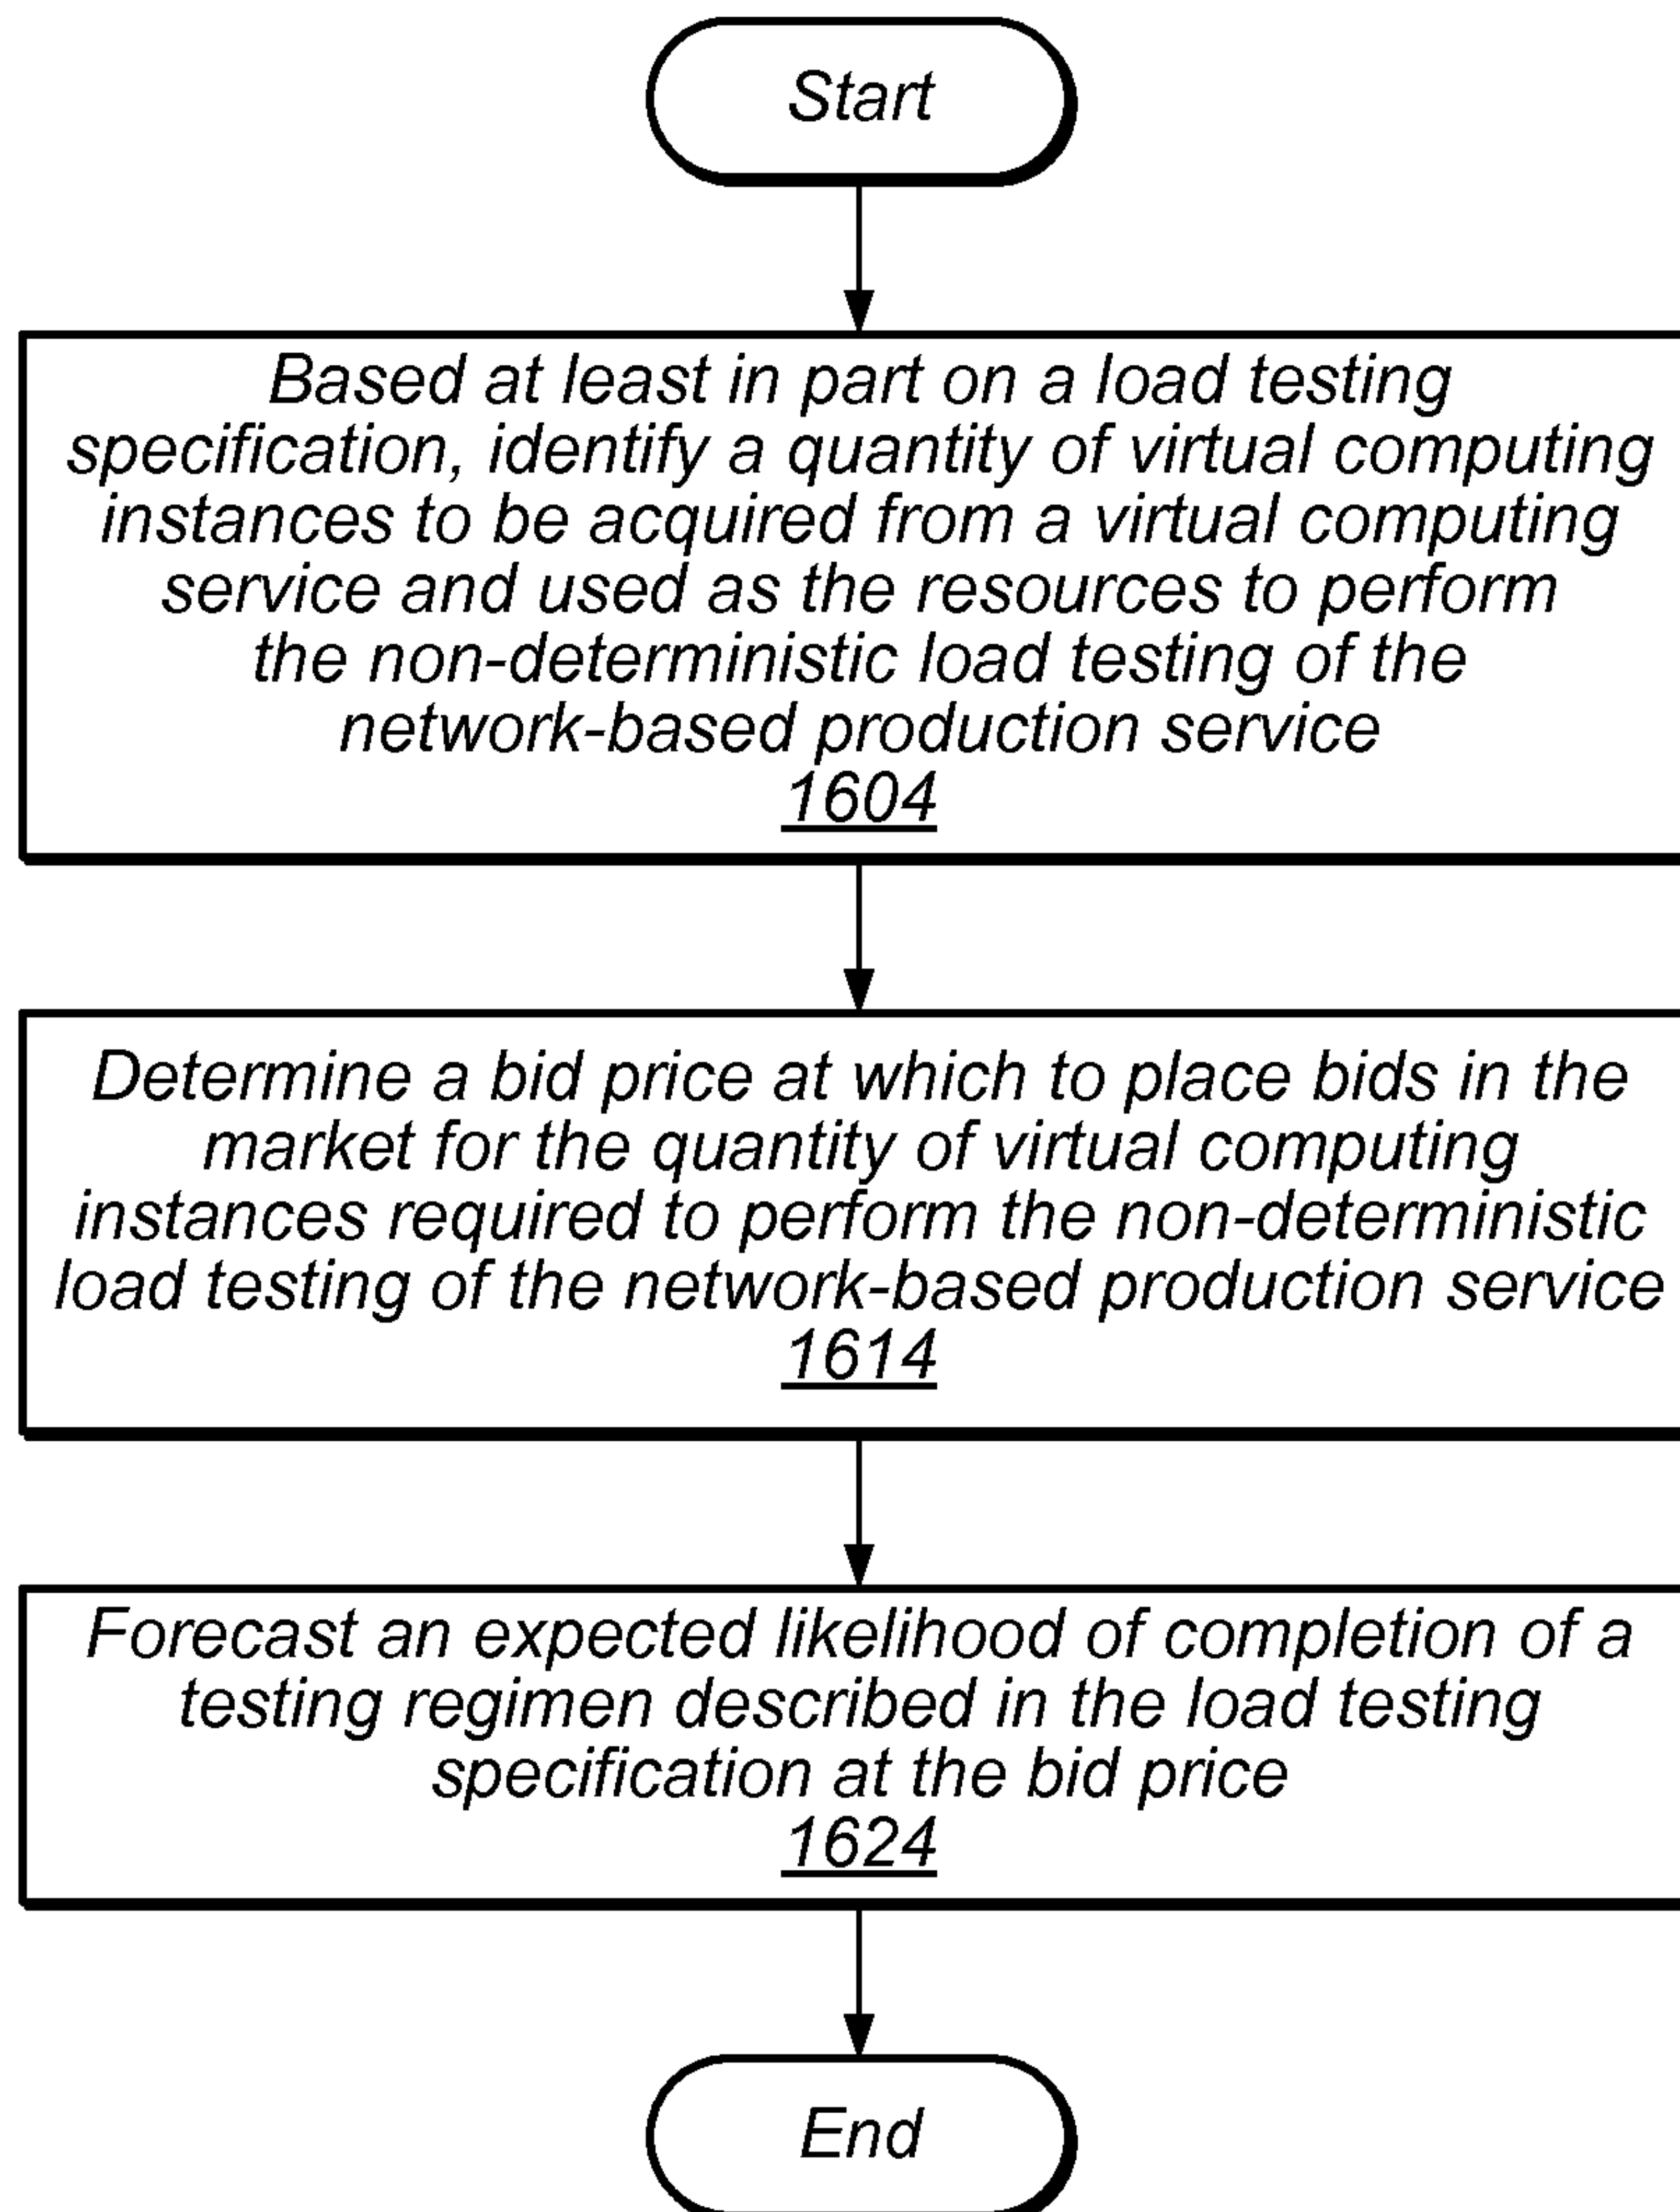 Start
Based at least in part on a load testing
specification, identify a quantity of virtual computing
instances to be acquired from a virtual computing
service and used as the resources to perform
the non-deterministic load testing of the
network-based production service
1604
Determine a bid price at which to place bids in the
market for the quantity of virtual computing
instances required to perform the non-deterministic
load testing of the network-based production service
1614
Forecast an expected likelihood of completion of a
testing regimen described in the load testing
specification at the bid price
1624
End